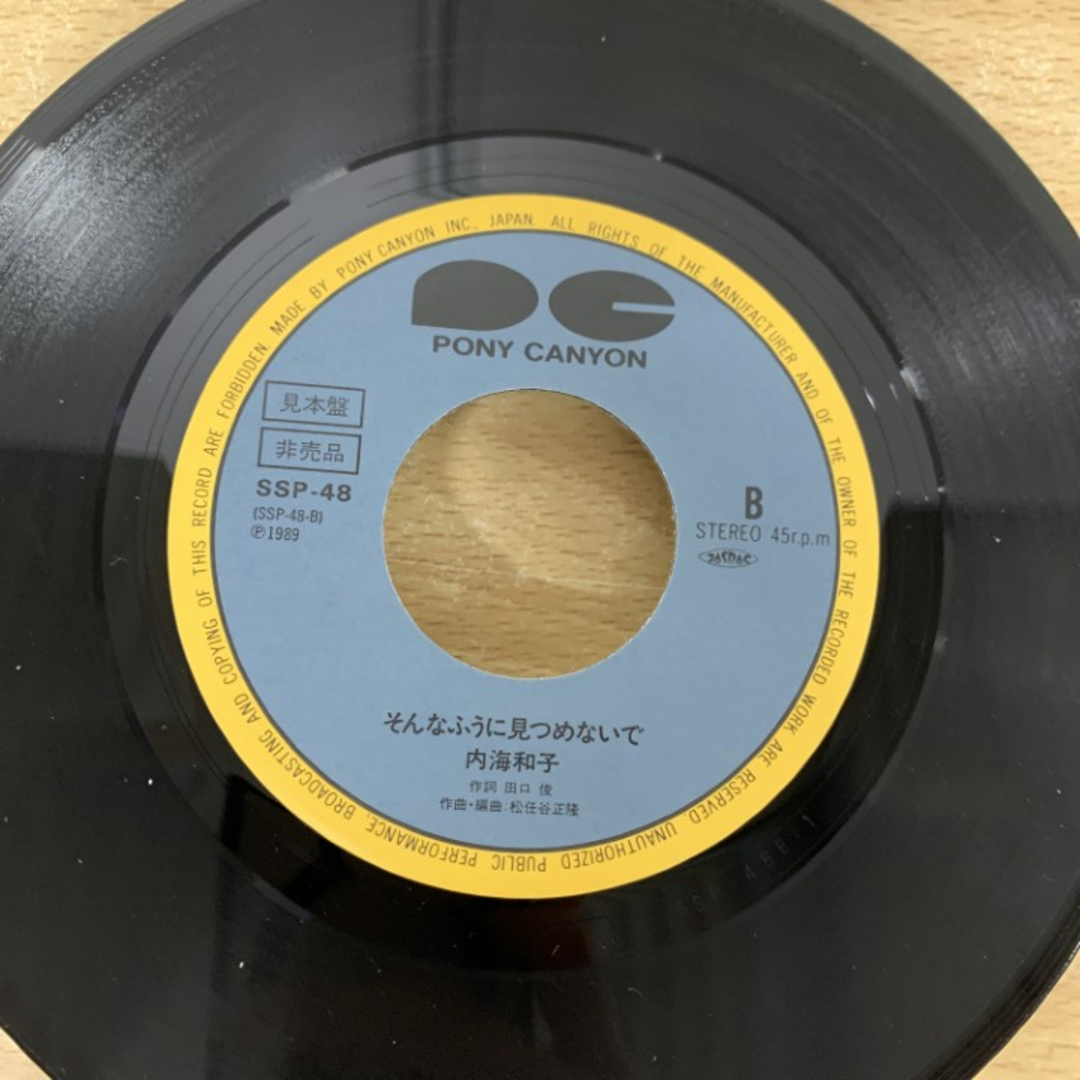 MADE BY PONY CANYON INC. JAPAN. ALL RIGHTS OF THE MANUFACTURER AND OF THE OWNER OF THE RECORDED WORK ARE RESERVED. UNAUTHORIZED PUBLIC PERFORMANCE, BROADCASTING AND COPYING OF THIS RECORD ARE FORBIDDEN.
PONY CANYON
見本盤
非売品
SSP-48
(SSP-48-B)
Ⓟ1989
B
STEREO 45r.p.m
JASRAC
そんなふうに見つめないで
内海和子
作詞 田口 俊
作曲・編曲 松任谷正隆